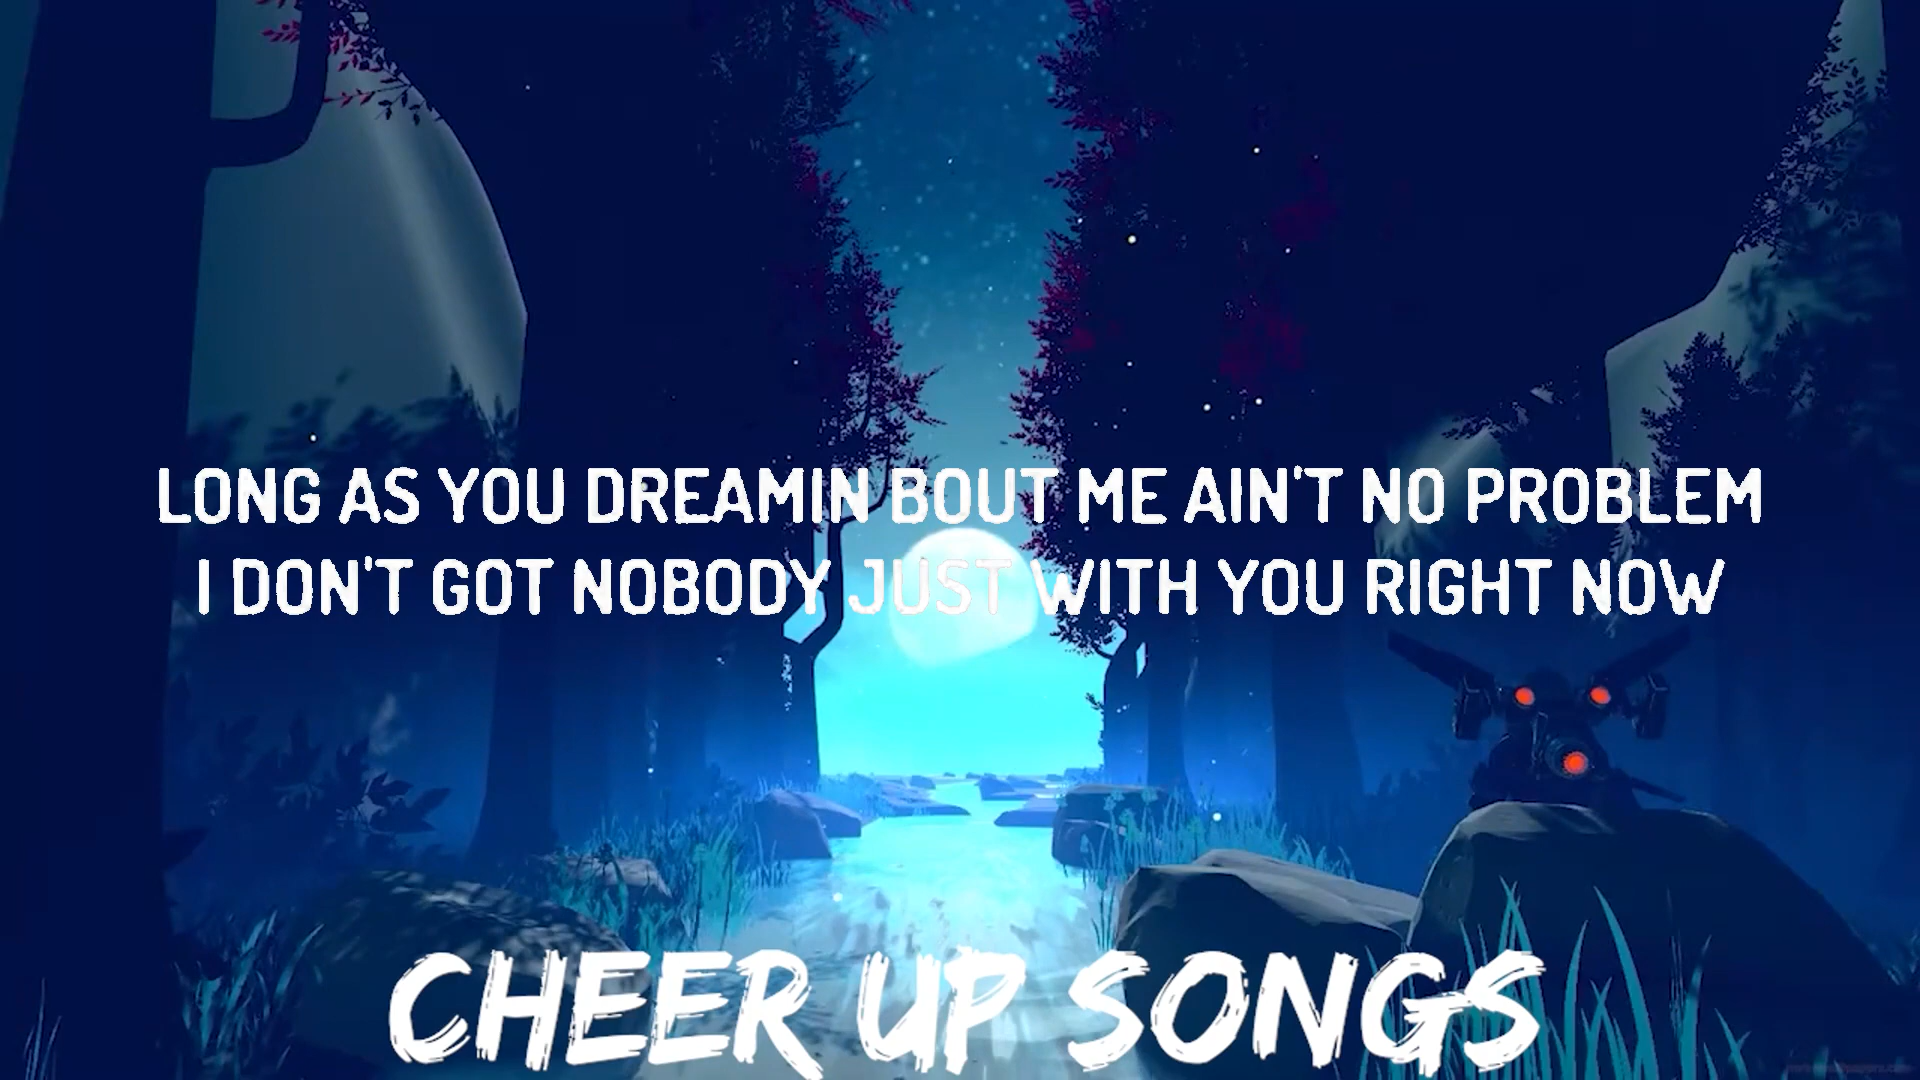 LONG AS YOU DREAMIN BOUT ME AIN'T NO PROBLEM
I DON'T GOT NOBODY JUST WITH YOU RIGHT NOW
CHEER UP SONGS